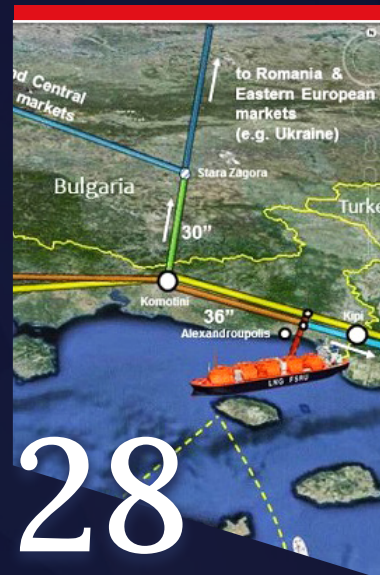 nd Central
markets
to Romania &
Eastern European
markets
(e.g. Ukraine)
Stara Zagora
Bulgaria
Turke
30”
Komotini
36”
Alexandroupolis
Kipi
LNG FSRU
28